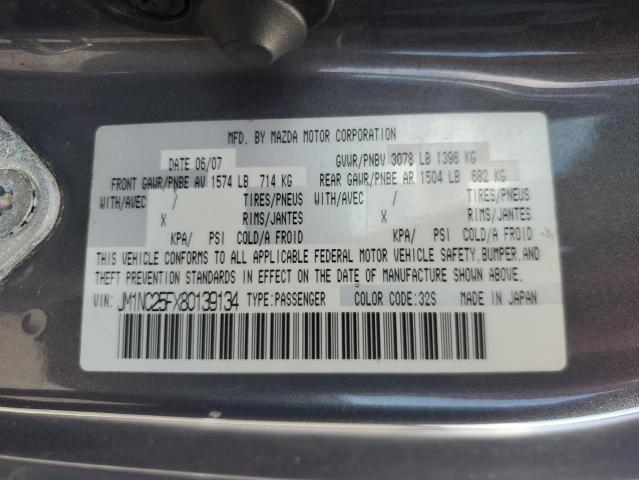 MFD. BY MAZDA MOTOR CORPORATION
DATE 06/07 GVWR/PNBV 3078 LB 1396 KG
FRONT GAWR/PNBE AV 1574 LB 714 KG REAR GAWR/PNBE AR 1504 LB 682 KG
WITH/AVEC / TIRES/PNEUS WITH/AVEC / TIRES/PNEUS
X RIMS/JANTES X RIMS/JANTES
KPA/ PSI COLD/A FROID KPA/ PSI COLD/A FROID
THIS VEHICLE CONFORMS TO ALL APPLICABLE FEDERAL MOTOR VEHICLE SAFETY, BUMPER, AND
THEFT PREVENTION STANDARDS IN EFFECT ON THE DATE OF MANUFACTURE SHOWN ABOVE.
VIN: JM1NC25FX80139134 TYPE:PASSENGER COLOR CODE:32S MADE IN JAPAN